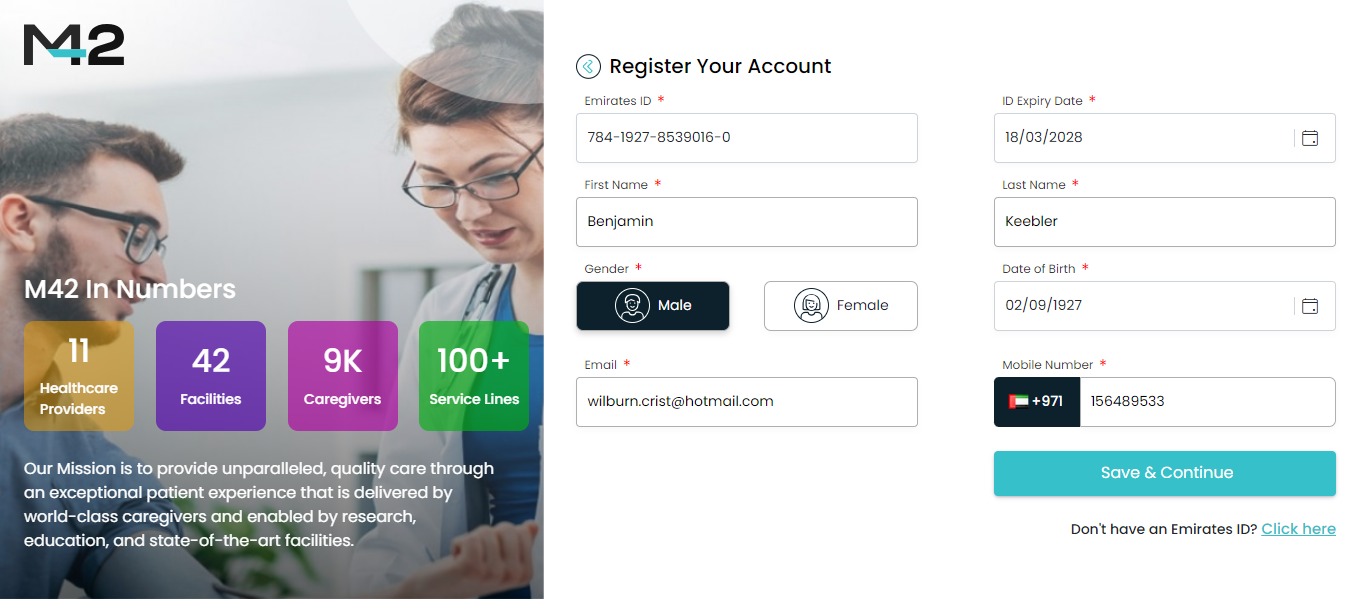 M42
M42 In Numbers
11
Healthcare
Providers
42
Facilities
9K
Caregivers
100+
Service Lines
Our Mission is to provide unparalleled, quality care through
an exceptional patient experience that is delivered by
world-class caregivers and enabled by research,
education, and state-of-the-art facilities.
Register Your Account
Emirates ID *
784-1927-8539016-0
ID Expiry Date *
18/03/2028
First Name *
Benjamin
Last Name *
Keebler
Gender *
Male
Female
Date of Birth *
02/09/1927
Email *
wilburn.crist@hotmail.com
Mobile Number *
+971
156489533
Save & Continue
Don't have an Emirates ID? Click here